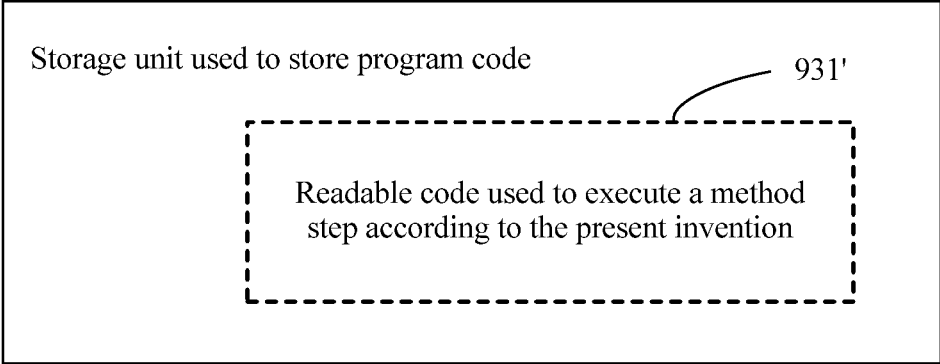 Storage unit used to store program code
931'
Readable code used to execute a method
step according to the present invention